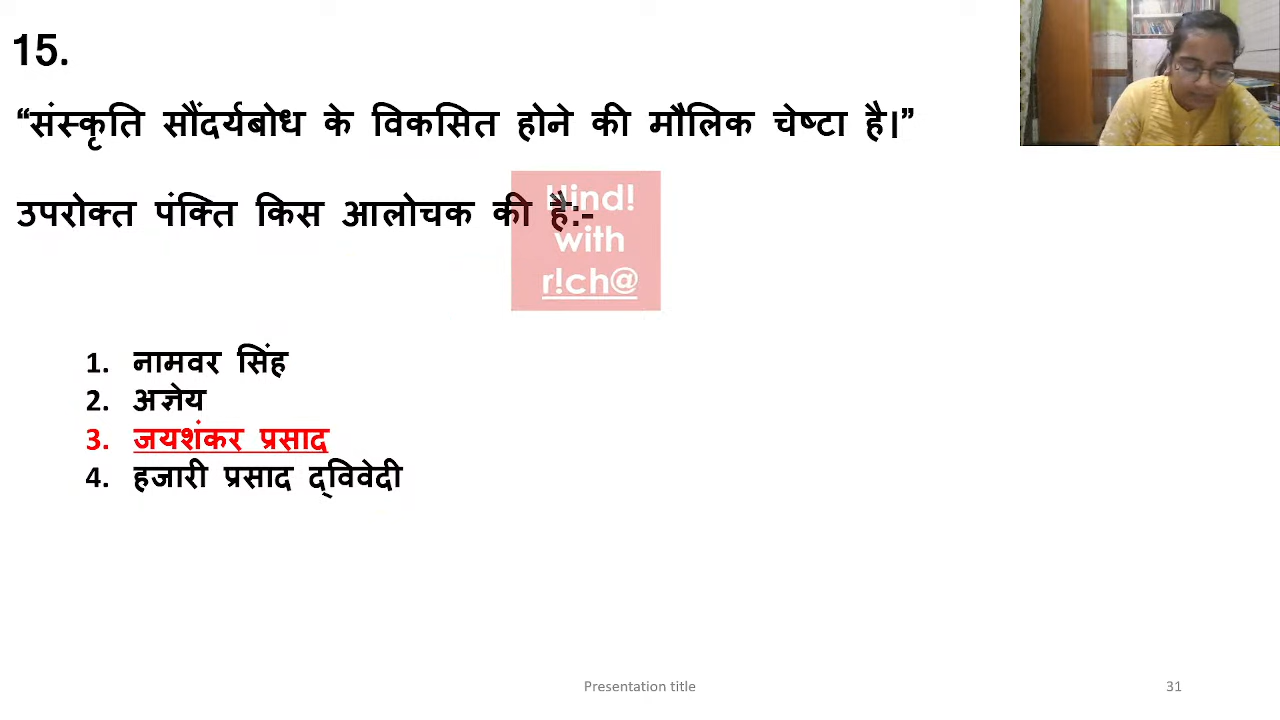 15.
“संस्कृति सौंदर्यबोध के विकसित होने की मौलिक चेष्टा है।”
उपरोक्त पंक्ति किस आलोचक की है:-
Hind!
with
r!ch@
1. नामवर सिंह
2. अज्ञेय
3. जयशंकर प्रसाद
4. हजारी प्रसाद द्विवेदी
Presentation title
31